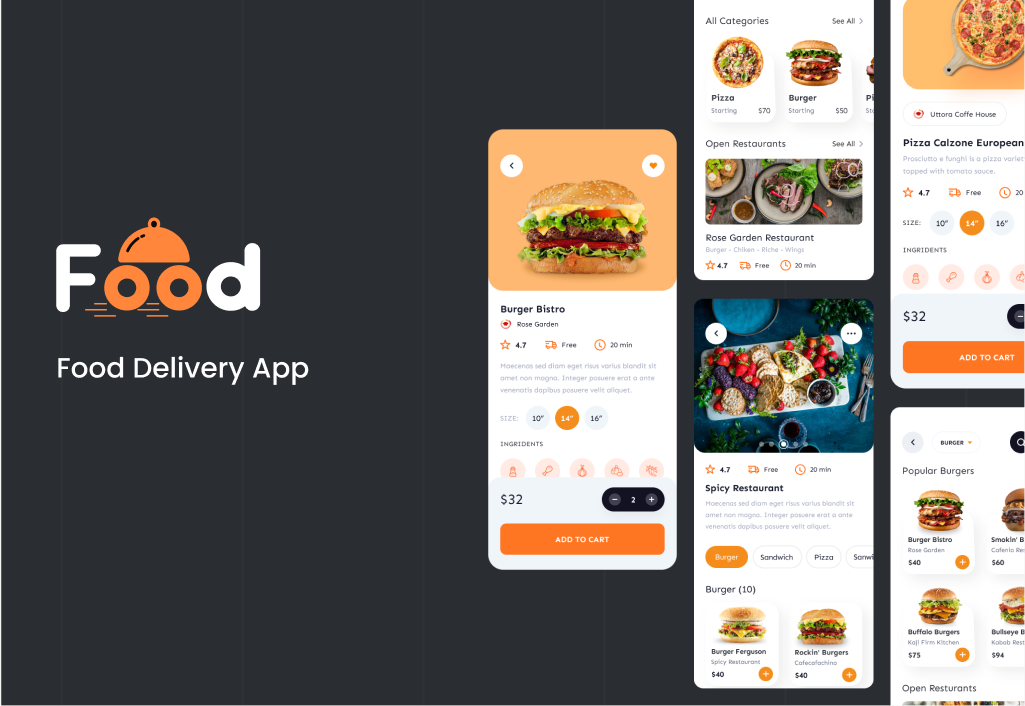 Food
Food Delivery App
Burger Bistro
Rose Garden
4.7 Free 20 min
Maecenas sed diam eget risus varius blandit sit
amet non magna. Integer posuere erat a ante
venenatis dapibus posuere velit aliquet.
SIZE: 10" 14" 16"
INGRIDENTS
$32 2
ADD TO CART
All Categories See All
Pizza Burger
Starting $70 Starting $50
Open Restaurants See All
Rose Garden Restaurant
Burger - Chiken - Riche - Wings
4.7 Free 20 min
4.7 Free 20 min
Spicy Restaurant
Maecenas sed diam eget risus varius blandit sit
amet non magna. Integer posuere erat a ante
venenatis dapibus posuere velit aliquet.
Burger Sandwich Pizza Sanwi
Burger (10)
Burger Ferguson Rockin' Burgers
Spicy Restaurant Cafecafachino
$40 $40
Uttora Coffe House
Pizza Calzone European
Prosciutto e funghi is a pizza variet
topped with tomato sauce.
4.7 Free 20
SIZE: 10" 14" 16"
INGRIDENTS
$32
ADD TO CART
BURGER
Popular Burgers
Burger Bistro Smokin' B
Rose Garden Cafenio Res
$40 $60
Buffalo Burgers Bullseye B
Kaji Firm Kitchen Kabab Rest
$75 $94
Open Resturants